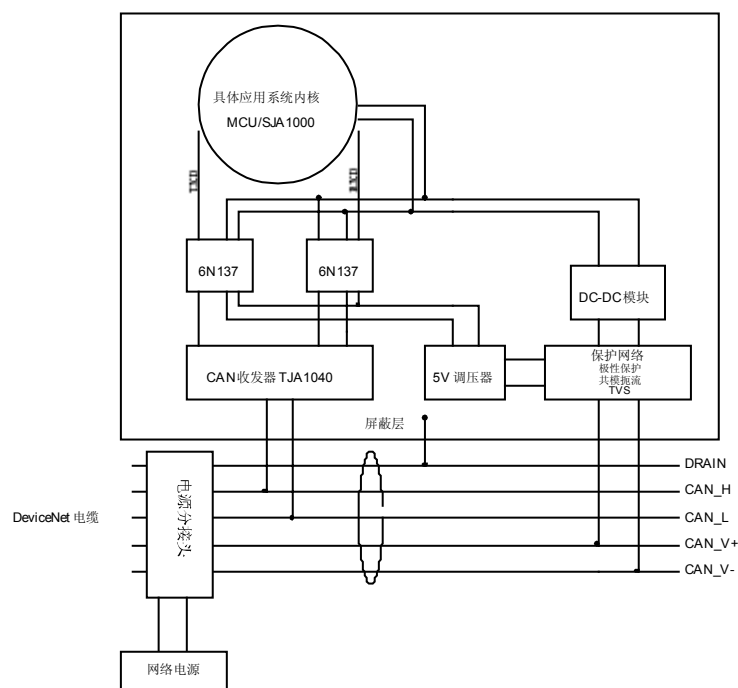 具体应用系统内核
MCU/SJA1000
TXD
RXD
6N137
6N137
DC-DC模块
CAN收发器 TJA1040
5V 调压器
保护网络
极性保护
共模扼流
TVS
屏蔽层
DRAIN
CAN_H
CAN_L
CAN_V+
CAN_V-
DeviceNet 电缆
电源分接头
网络电源